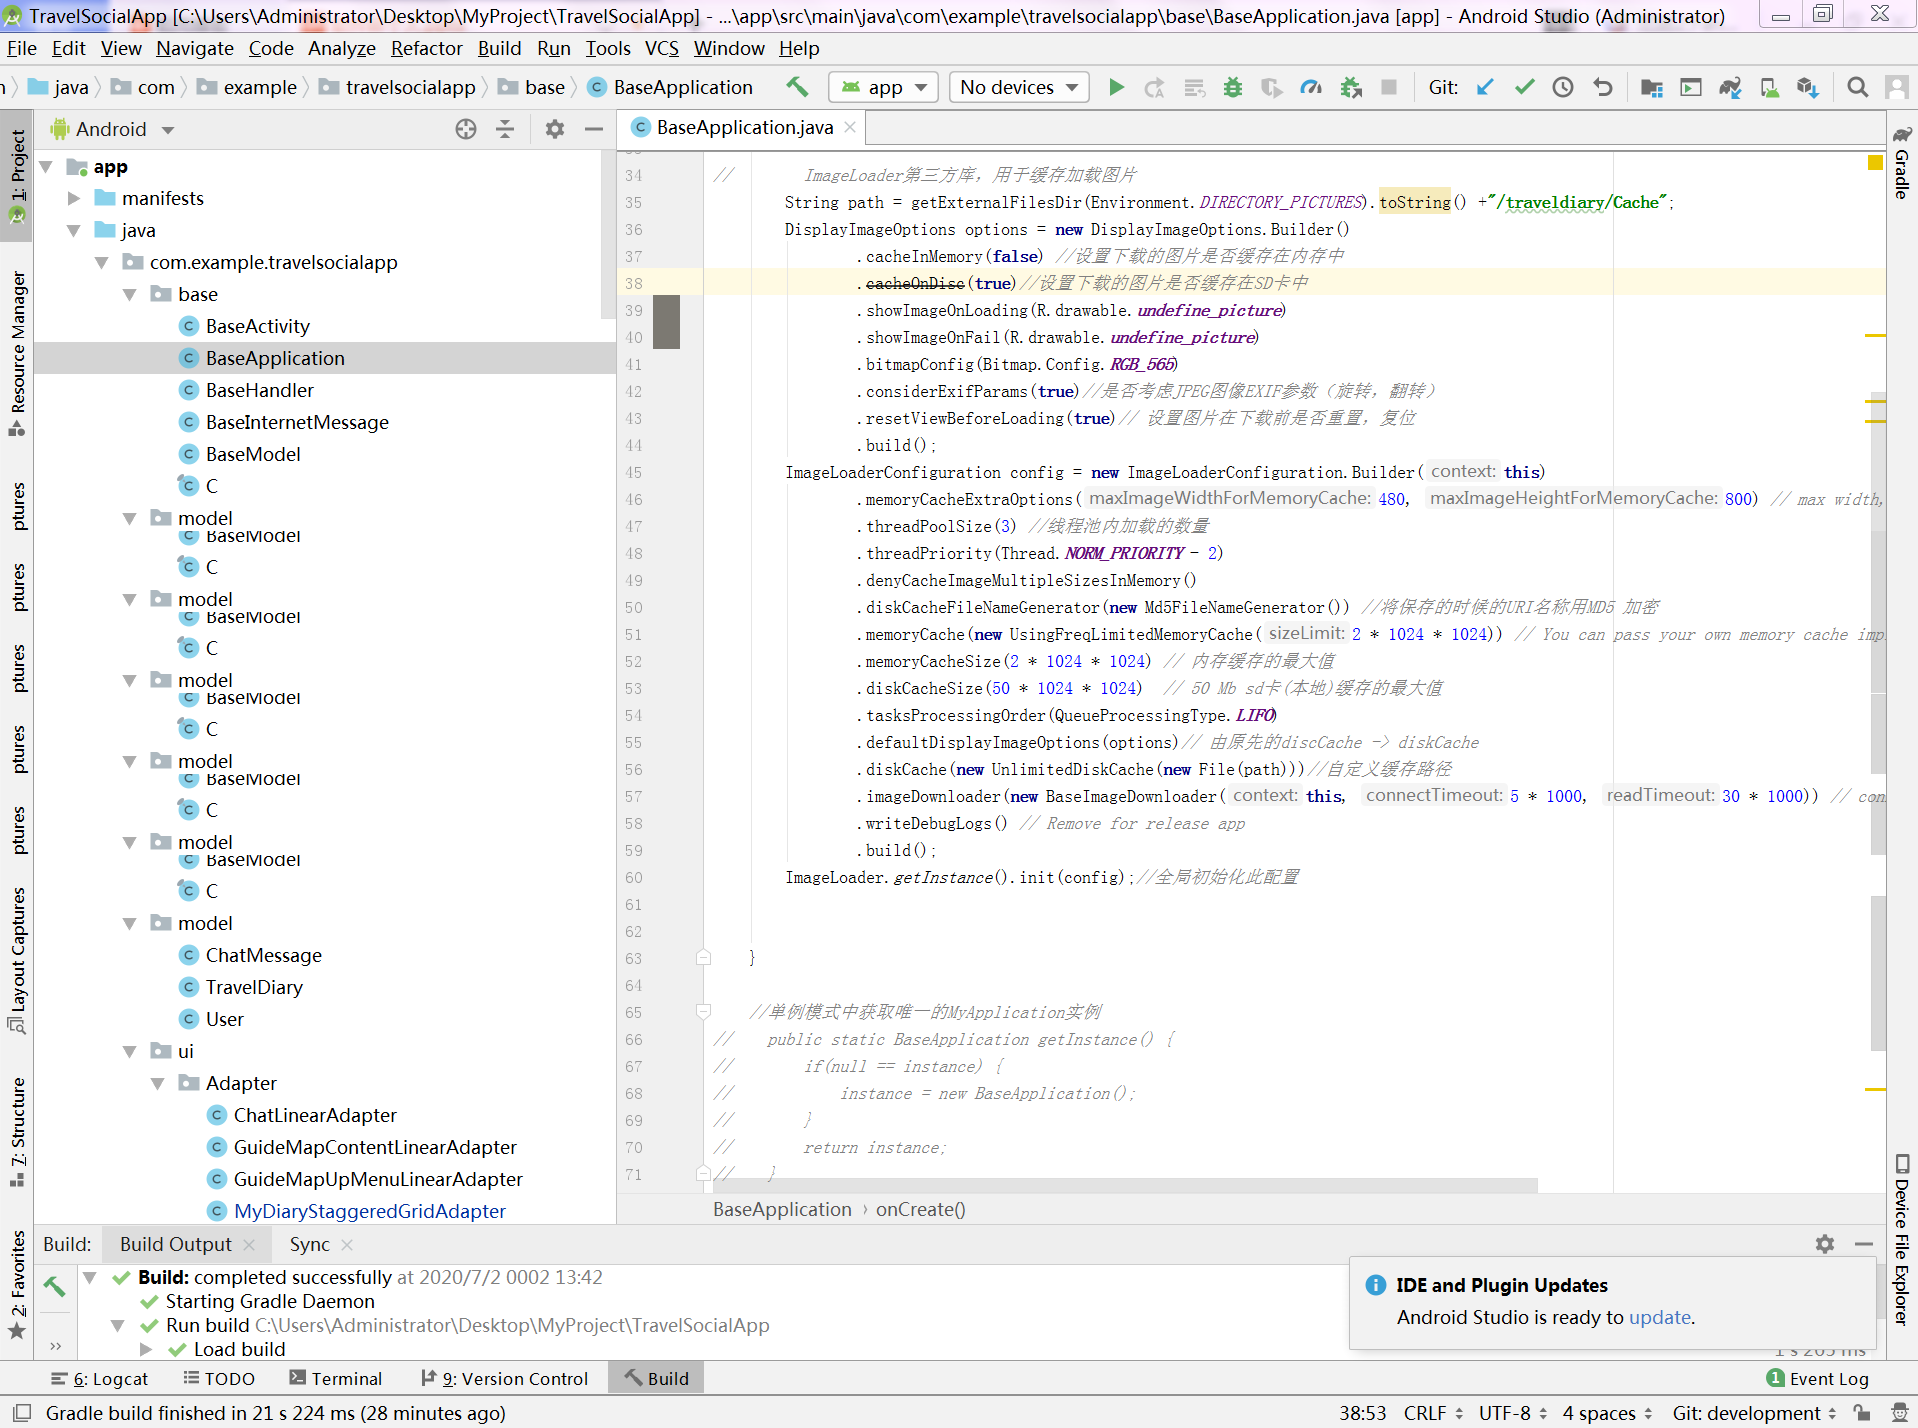 TravelSocialApp [C:\Users\Administrator\Desktop\MyProject\TravelSocialApp] - ...\app\src\main\java\com\example\travelsocialapp\base\BaseApplication.java [app] - Android Studio (Administrator)
File Edit View Navigate Code Analyze Refactor Build Run Tools VCS Window Help
java com example travelsocialapp base BaseApplication app No devices Git:
Android
BaseApplication.java
1: Project
Resource Manager
ptures
ptures
ptures
ptures
ptures
Layout Captures
7: Structure
2: Favorites
app
manifests
java
com.example.travelsocialapp
base
BaseActivity
BaseApplication
BaseHandler
BaseInternetMessage
BaseModel
C
model
BaseModel
C
model
BaseModel
C
model
BaseModel
C
model
BaseModel
C
model
BaseModel
C
model
ChatMessage
TravelDiary
User
ui
Adapter
ChatLinearAdapter
GuideMapContentLinearAdapter
GuideMapUpMenuLinearAdapter
MyDiaryStaggeredGridAdapter
34 // ImageLoader第三方库，用于缓存加载图片
35 String path = getExternalFilesDir(Environment.DIRECTORY_PICTURES).toString() +"/traveldiary/Cache";
36 DisplayImageOptions options = new DisplayImageOptions.Builder()
37 .cacheInMemory(false) //设置下载的图片是否缓存在内存中
38 .cacheOnDisc(true)//设置下载的图片是否缓存在SD卡中
39 .showImageOnLoading(R.drawable.undefine_picture)
40 .showImageOnFail(R.drawable.undefine_picture)
41 .bitmapConfig(Bitmap.Config.RGB_565)
42 .considerExifParams(true)//是否考虑JPEG图像EXIF参数（旋转，翻转）
43 .resetViewBeforeLoading(true)// 设置图片在下载前是否重置，复位
44 .build();
45 ImageLoaderConfiguration config = new ImageLoaderConfiguration.Builder( context: this)
46 .memoryCacheExtraOptions( maxImageWidthForMemoryCache: 480, maxImageHeightForMemoryCache: 800) // max width,
47 .threadPoolSize(3) //线程池内加载的数量
48 .threadPriority(Thread.NORM_PRIORITY - 2)
49 .denyCacheImageMultipleSizesInMemory()
50 .diskCacheFileNameGenerator(new Md5FileNameGenerator()) //将保存的时候的URI名称用MD5 加密
51 .memoryCache(new UsingFreqLimitedMemoryCache( sizeLimit: 2 * 1024 * 1024)) // You can pass your own memory cache imp
52 .memoryCacheSize(2 * 1024 * 1024) // 内存缓存的最大值
53 .diskCacheSize(50 * 1024 * 1024) // 50 Mb sd卡(本地)缓存的最大值
54 .tasksProcessingOrder(QueueProcessingType.LIFO)
55 .defaultDisplayImageOptions(options)// 由原先的discCache -> diskCache
56 .diskCache(new UnlimitedDiskCache(new File(path)))//自定义缓存路径
57 .imageDownloader(new BaseImageDownloader( context: this, connectTimeout: 5 * 1000, readTimeout: 30 * 1000)) // con
58 .writeDebugLogs() // Remove for release app
59 .build();
60 ImageLoader.getInstance().init(config);//全局初始化此配置
61
62
63 }
64
65 //单例模式中获取唯一的MyApplication实例
66 // public static BaseApplication getInstance() {
67 // if(null == instance) {
68 // instance = new BaseApplication();
69 // }
70 // return instance;
71 // }
BaseApplication › onCreate()
Gradle
Device File Explorer
Build: Build Output Sync
Build: completed successfully at 2020/7/2 0002 13:42
Starting Gradle Daemon
Run build C:\Users\Administrator\Desktop\MyProject\TravelSocialApp
Load build
IDE and Plugin Updates
Android Studio is ready to update.
6: Logcat TODO Terminal 9: Version Control Build 1 Event Log
Gradle build finished in 21 s 224 ms (28 minutes ago) 38:53 CRLF UTF-8 4 spaces Git: development